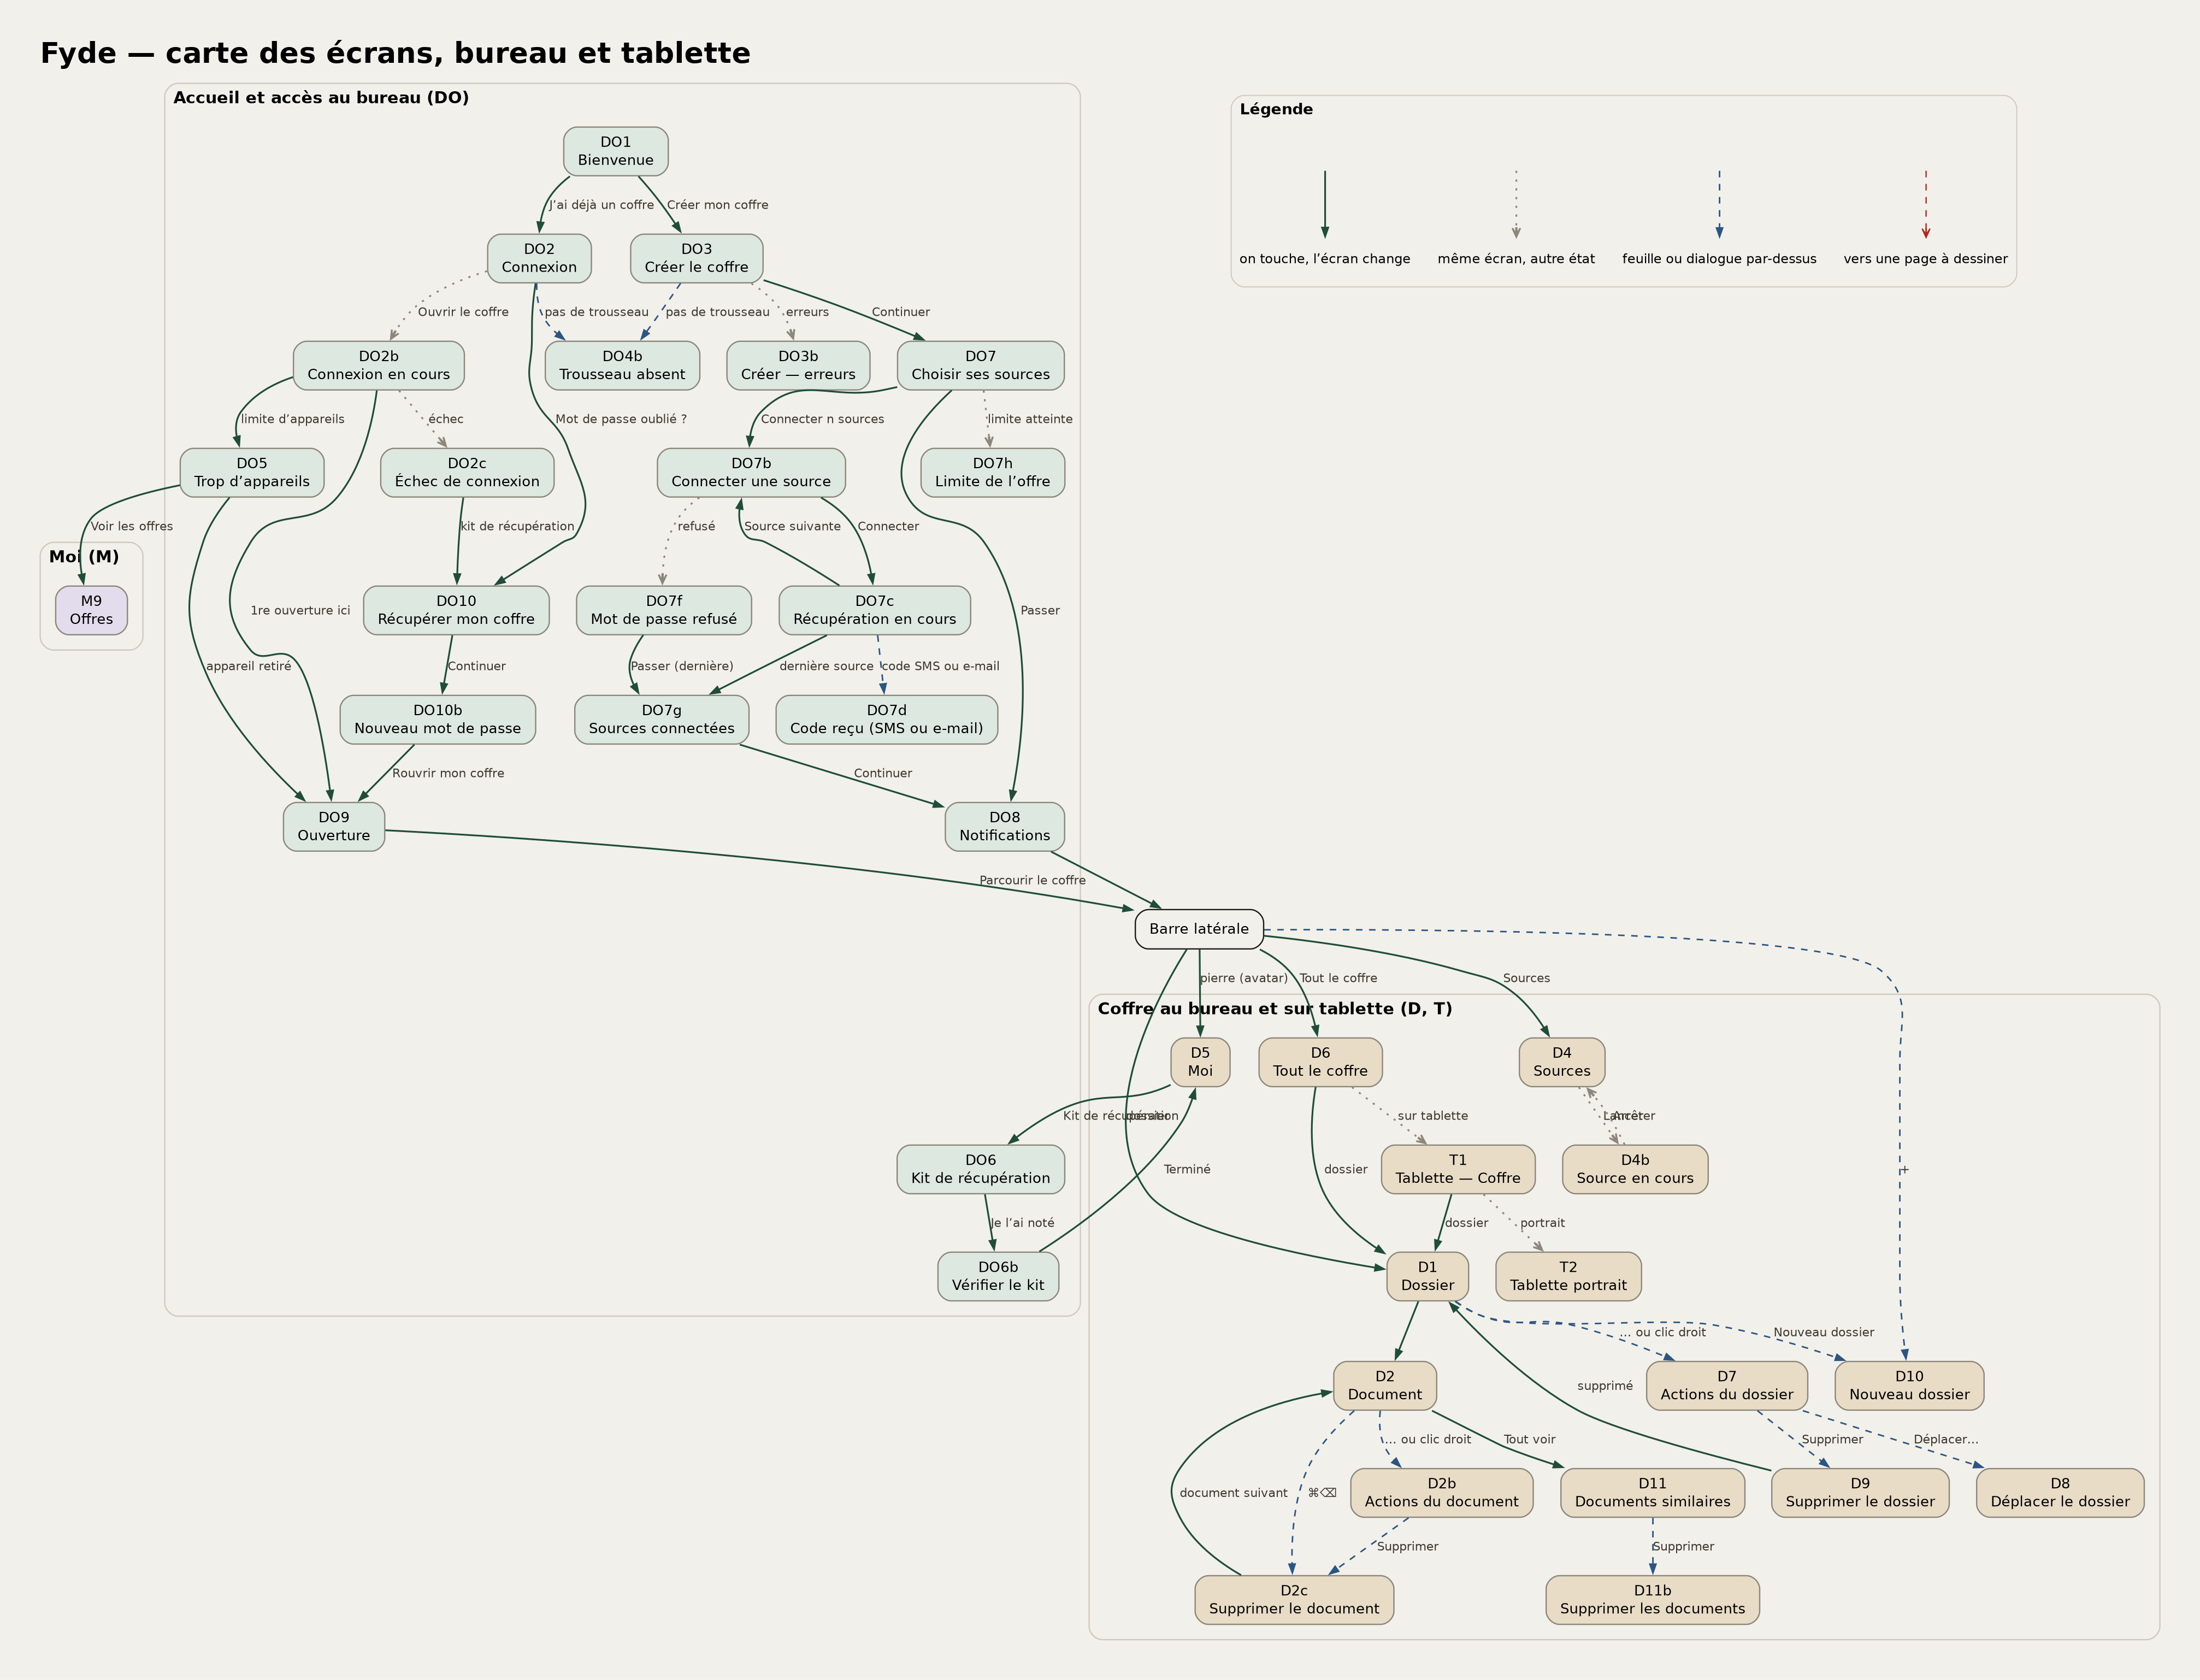 Fyde — carte des écrans, bureau et tablette
Accueil et accès au bureau (DO)
Légende
on touche, l’écran change
même écran, autre état
feuille ou dialogue par-dessus
vers une page à dessiner
DO1
Bienvenue
J’ai déjà un coffre
Créer mon coffre
DO2
Connexion
DO3
Créer le coffre
Ouvrir le coffre
pas de trousseau
pas de trousseau
erreurs
Continuer
DO2b
Connexion en cours
DO4b
Trousseau absent
DO3b
Créer — erreurs
DO7
Choisir ses sources
limite d’appareils
échec
Mot de passe oublié ?
Connecter n sources
limite atteinte
DO5
Trop d’appareils
DO2c
Échec de connexion
DO7b
Connecter une source
DO7h
Limite de l’offre
Voir les offres
kit de récupération
refusé
Source suivante
Connecter
Moi (M)
M9
Offres
1re ouverture ici
DO10
Récupérer mon coffre
DO7f
Mot de passe refusé
DO7c
Récupération en cours
Passer
appareil retiré
Continuer
Passer (dernière)
dernière source
code SMS ou e-mail
DO10b
Nouveau mot de passe
DO7g
Sources connectées
DO7d
Code reçu (SMS ou e-mail)
Rouvrir mon coffre
Continuer
DO9
Ouverture
DO8
Notifications
Parcourir le coffre
Barre latérale
pierre (avatar)
Tout le coffre
Sources
Coffre au bureau et sur tablette (D, T)
D5
Moi
D6
Tout le coffre
D4
Sources
Kit de récupération
dossier
sur tablette
Lancer
Arrêter
DO6
Kit de récupération
Terminé
dossier
T1
Tablette — Coffre
D4b
Source en cours
+
Je l’ai noté
dossier
portrait
DO6b
Vérifier le kit
D1
Dossier
T2
Tablette portrait
… ou clic droit
Nouveau dossier
D2
Document
supprimé
D7
Actions du dossier
D10
Nouveau dossier
… ou clic droit
Tout voir
Supprimer
Déplacer…
document suivant
⌘⌫
D2b
Actions du document
D11
Documents similaires
D9
Supprimer le dossier
D8
Déplacer le dossier
Supprimer
Supprimer
D2c
Supprimer le document
D11b
Supprimer les documents